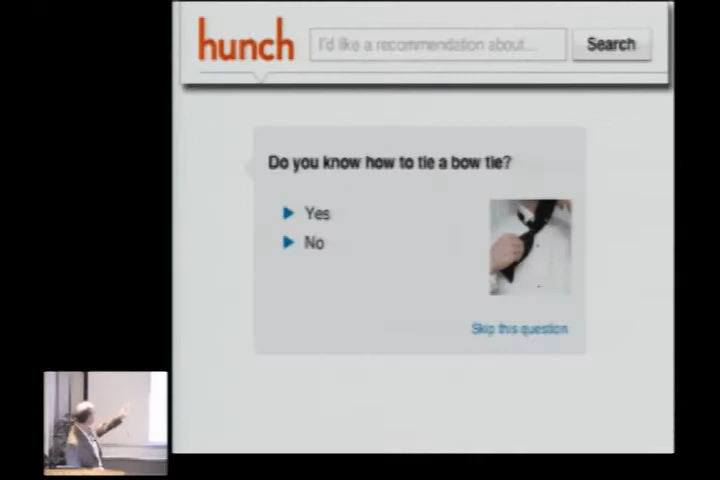 hunch
I'd like a recommendation about...
Search
Do you know how to tie a bow tie?
Yes
No
Skip this question